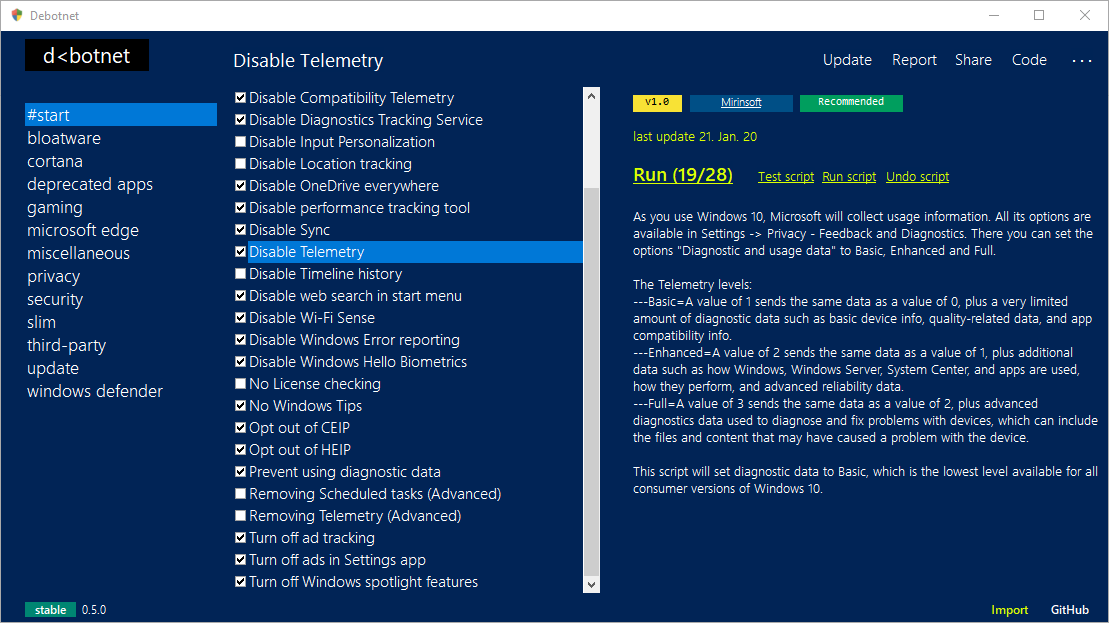 Debotnet
d<botnet
Disable Telemetry
Update
Report
Share
Code
...
#start
bloatware
cortana
deprecated apps
gaming
microsoft edge
miscellaneous
privacy
security
slim
third-party
update
windows defender
Disable Compatibility Telemetry
Disable Diagnostics Tracking Service
Disable Input Personalization
Disable Location tracking
Disable OneDrive everywhere
Disable performance tracking tool
Disable Sync
Disable Telemetry
Disable Timeline history
Disable web search in start menu
Disable Wi-Fi Sense
Disable Windows Error reporting
Disable Windows Hello Biometrics
No License checking
No Windows Tips
Opt out of CEIP
Opt out of HEIP
Prevent using diagnostic data
Removing Scheduled tasks (Advanced)
Removing Telemetry (Advanced)
Turn off ad tracking
Turn off ads in Settings app
Turn off Windows spotlight features
v1.0
Mirinsoft
Recommended
last update 21. Jan. 20
Run (19/28)
Test script
Run script
Undo script
As you use Windows 10, Microsoft will collect usage information. All its options are
available in Settings -> Privacy - Feedback and Diagnostics. There you can set the
options "Diagnostic and usage data" to Basic, Enhanced and Full.
The Telemetry levels:
---Basic=A value of 1 sends the same data as a value of 0, plus a very limited
amount of diagnostic data such as basic device info, quality-related data, and app
compatibility info.
---Enhanced=A value of 2 sends the same data as a value of 1, plus additional
data such as how Windows, Windows Server, System Center, and apps are used,
how they perform, and advanced reliability data.
---Full=A value of 3 sends the same data as a value of 2, plus advanced
diagnostics data used to diagnose and fix problems with devices, which can include
the files and content that may have caused a problem with the device.
This script will set diagnostic data to Basic, which is the lowest level available for all
consumer versions of Windows 10.
stable
0.5.0
Import
GitHub